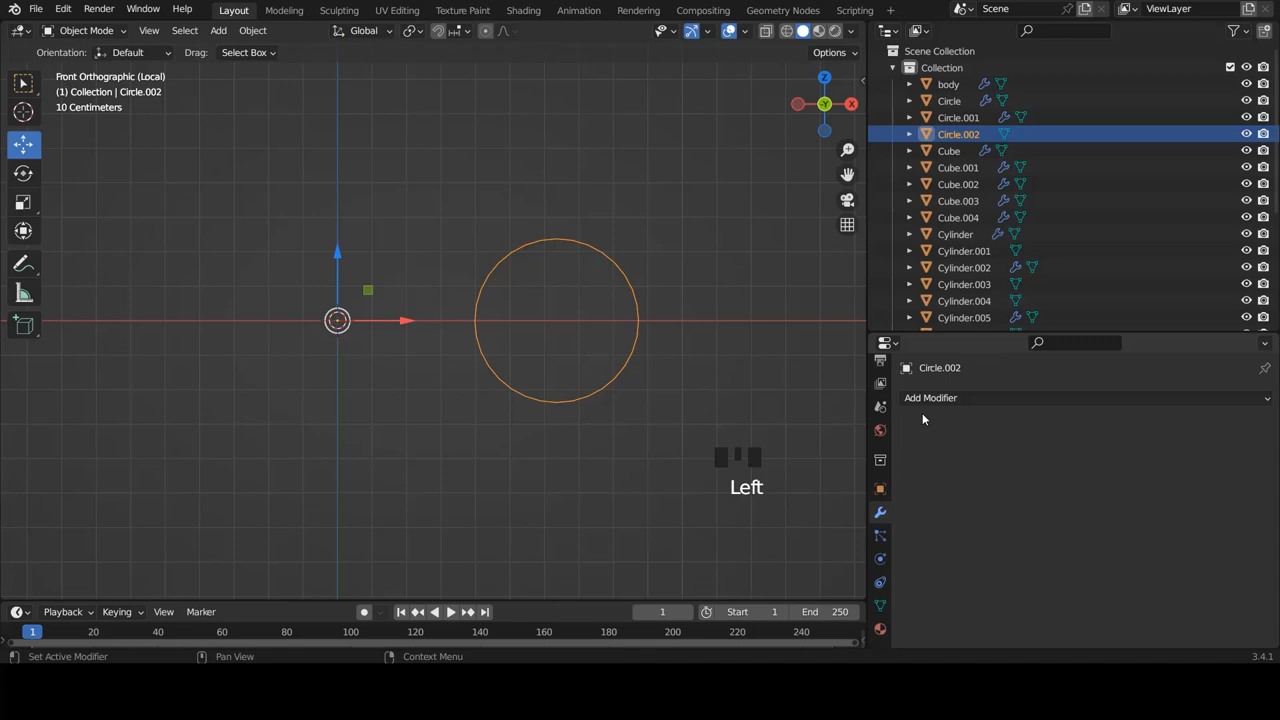 File Edit Render Window Help Layout Modeling Sculpting UV Editing Texture Paint Shading Animation Rendering Compositing Geometry Nodes Scripting Scene ViewLayer
Object Mode View Select Add Object Global
Orientation: Default Drag: Select Box Options
Front Orthographic (Local)
(1) Collection | Circle.002
10 Centimeters
Z
-Y
X
Scene Collection
Collection
body
Circle
Circle.001
Circle.002
Cube
Cube.001
Cube.002
Cube.003
Cube.004
Cylinder
Cylinder.001
Cylinder.002
Cylinder.003
Cylinder.004
Cylinder.005
Circle.002
Add Modifier
Left
Playback Keying View Marker 1 Start 1 End 250
1 20 40 60 80 100 120 140 160 180 200 220 240
Set Active Modifier Pan View Context Menu 3.4.1